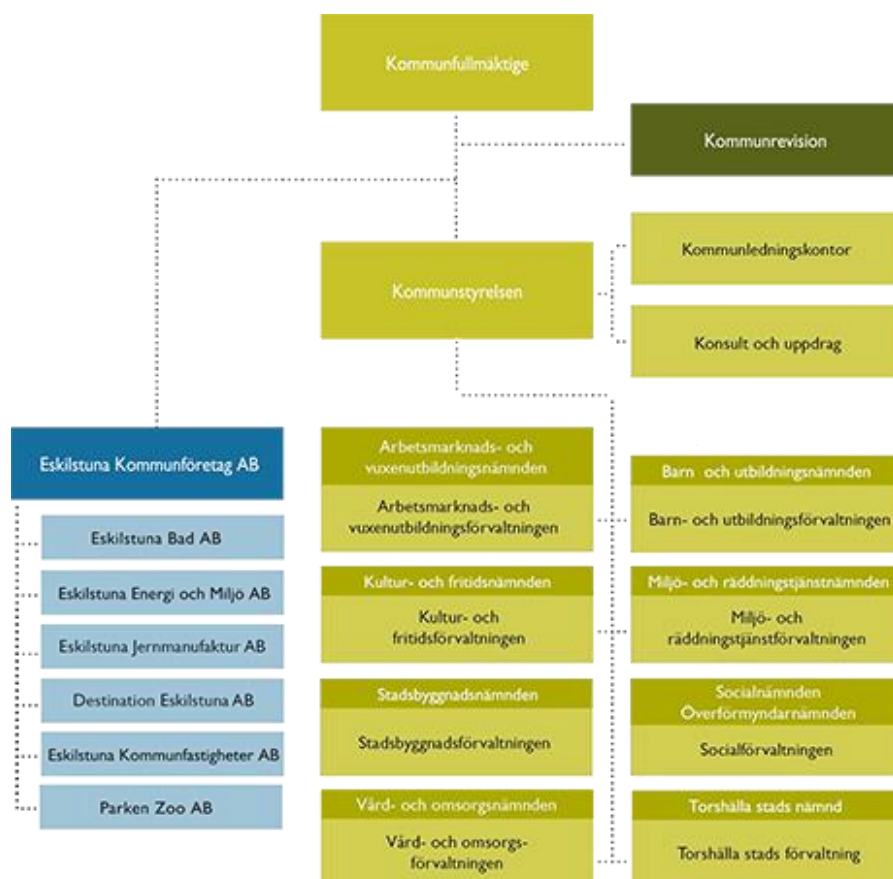 Kommunfullmäktige
Kommunrevision
Kommunledningskontor
Kommunstyrelsen
Konsult och uppdrag
Eskilstuna Kommunföretag AB
Eskilstuna Bad AB
Eskilstuna Energi och Miljö AB
Eskilstuna Jernmanufaktur AB
Destination Eskilstuna AB
Eskilstuna Kommunfastigheter AB
Parken Zoo AB
Arbetsmarknads- och
vuxenutbildningsnämnden
Arbetsmarknads- och
vuxenutbildningsförvaltningen
Barn och utbildningsnämnden
Barn- och utbildningsförvaltningen
Kultur- och fritidsnämnden
Kultur- och
fritidsförvaltningen
Miljö- och räddningstjänstnämnden
Miljö- och
räddningstjänstförvaltningen
Stadsbyggnadsnämnden
Stadsbyggnadsförvaltningen
Socialnämnden
Överförmyndarnämnden
Socialförvaltningen
Vård- och omsorgsnämnden
Vård- och omsorgs-
förvaltningen
Torshälla stads nämnd
Torshälla stads förvaltning